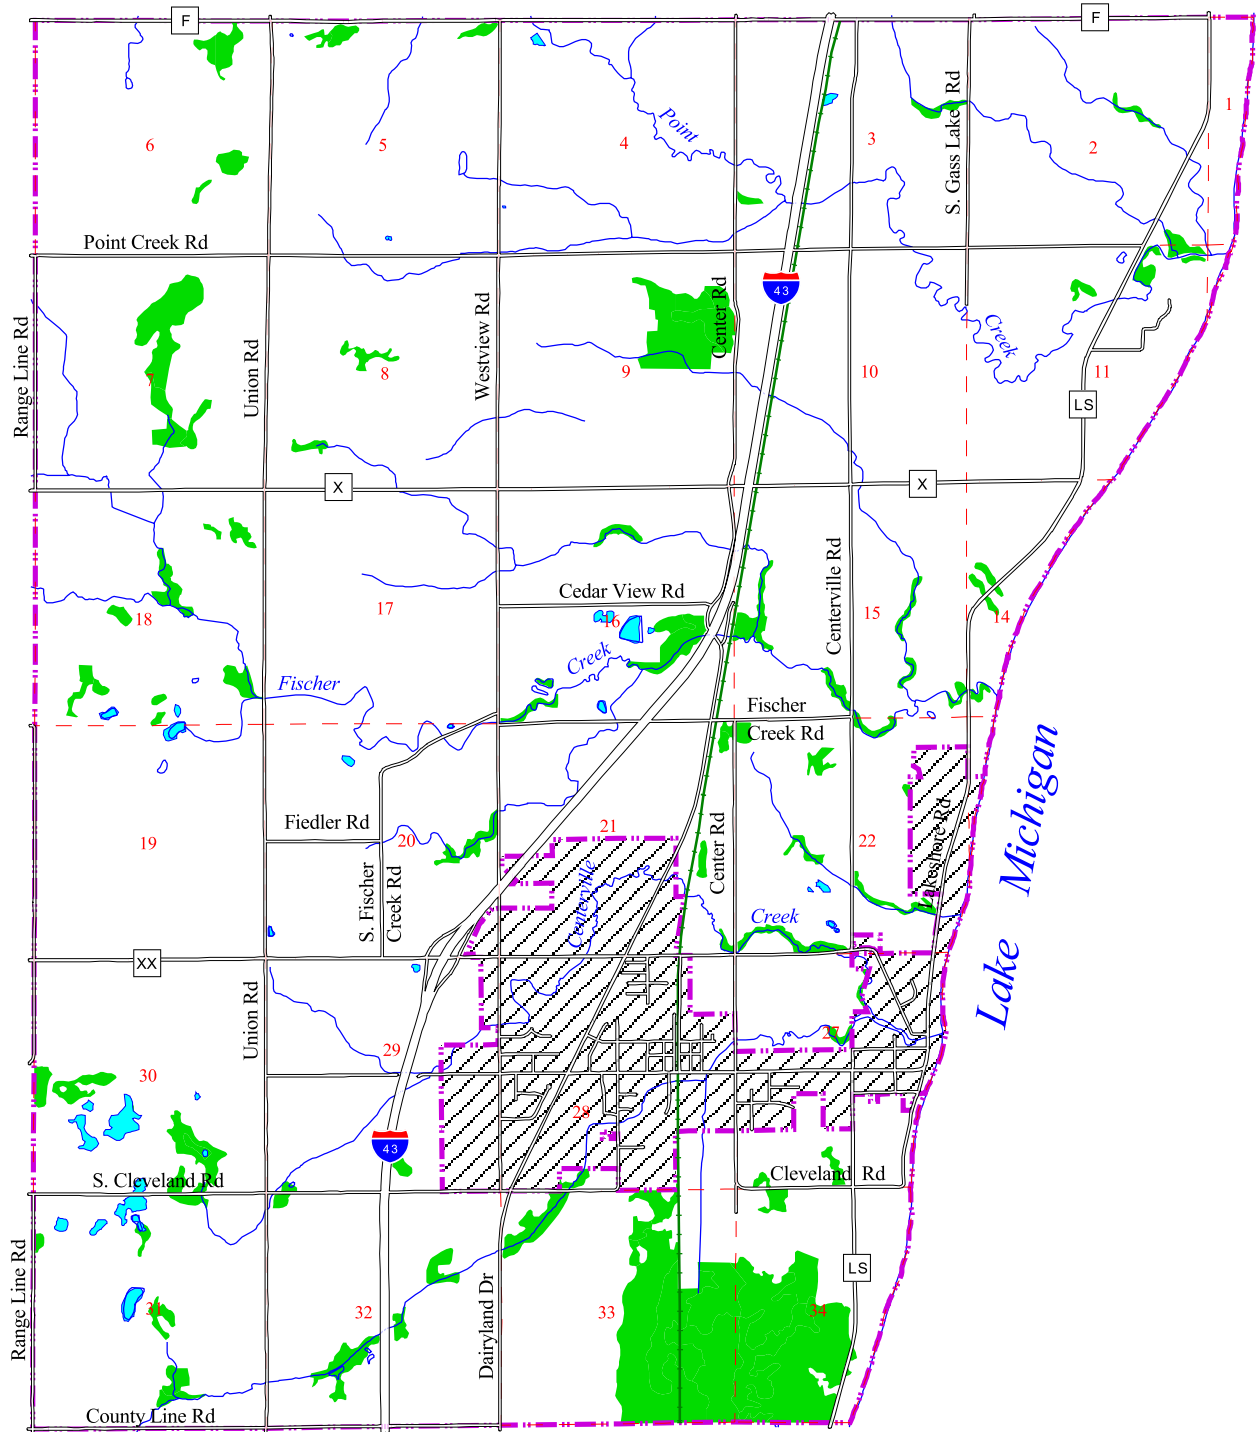 F
F
1
S. Gass Lake Rd
Point
6
5
4
3
2
Point Creek Rd
43
Center Rd
Westview Rd
Range Line Rd
Union Rd
Creek
7
8
9
10
11
LS
X
X
Cedar View Rd
Centerville Rd
18
17
16
15
14
Creek
Fischer
Fischer
Creek Rd
Lake Michigan
Fiedler Rd
19
20
21
22
Center Rd
Lakeshore Rd
S. Fischer
Creek Rd
Centerville
Creek
XX
Union Rd
27
29
30
28
43
S. Cleveland Rd
Cleveland Rd
Range Line Rd
LS
31
32
33
34
Dairyland Dr
County Line Rd